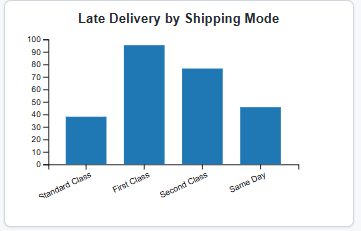 Late Delivery by Shipping Mode
100
90
80
70
60
50
40
30
20
10
0
Standard Class
First Class
Second Class
Same Day